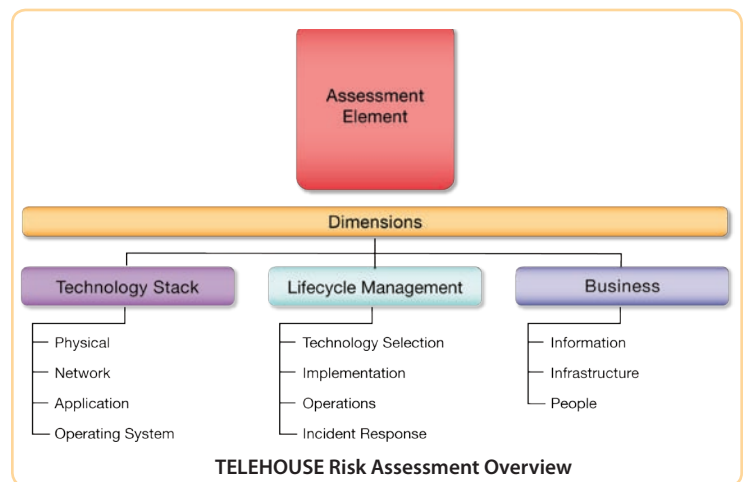 Assessment
Element
Dimensions
Technology Stack
Physical
Network
Application
Operating System
Lifecycle Management
Technology Selection
Implementation
Operations
Incident Response
Business
Information
Infrastructure
People
TELEHOUSE Risk Assessment Overview